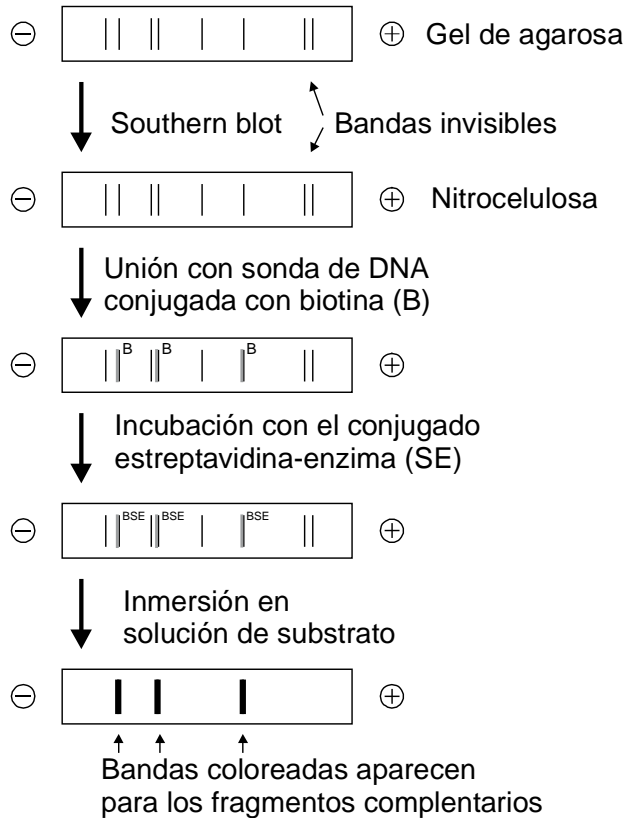 ⊖ ⊕ Gel de agarosa
Southern blot Bandas invisibles
⊖ ⊕ Nitrocelulosa
Unión con sonda de DNA
conjugada con biotina (B)
B B B
⊖ ⊕
Incubación con el conjugado
estreptavidina-enzima (SE)
BSE BSE BSE
⊖ ⊕
Inmersión en
solución de substrato
⊖ ⊕
Bandas coloreadas aparecen
para los fragmentos complentarios